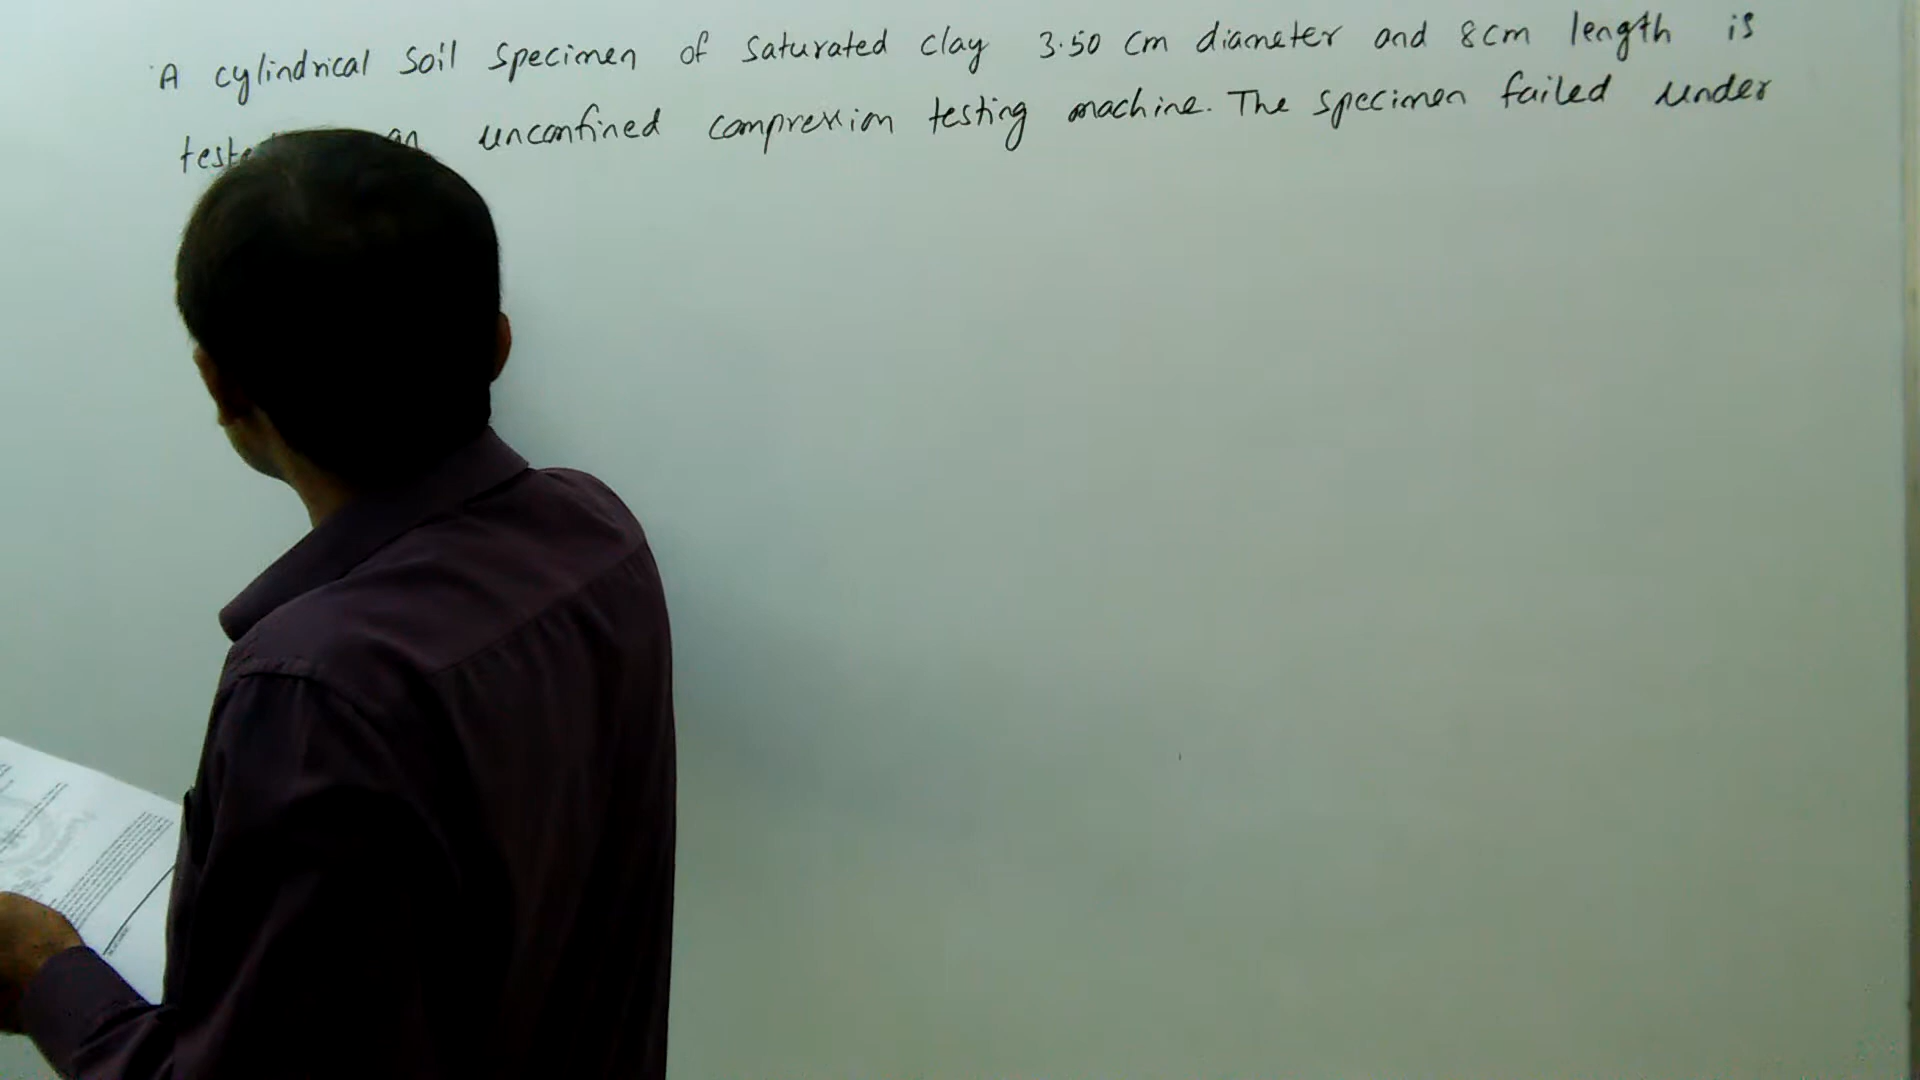 A cylindrical soil specimen of saturated clay 3.50 cm diameter and 8cm length is
an unconfined compression testing machine. The specimen failed under